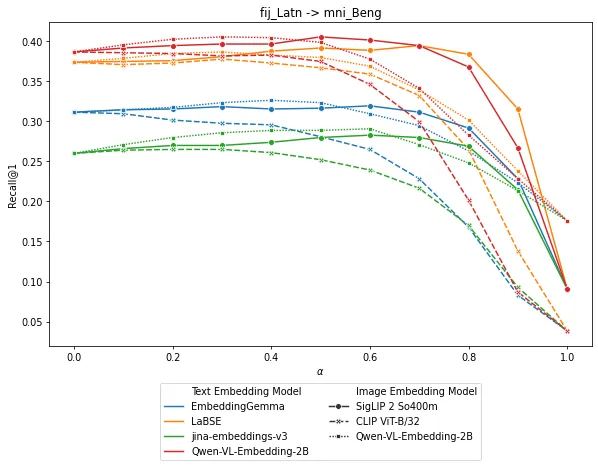 fij_Latn -> mni_Beng
Recall@1
0.40
0.35
0.30
0.25
0.20
0.15
0.10
0.05
0.0 0.2 0.4 0.6 0.8 1.0
α
Text Embedding Model
EmbeddingGemma
LaBSE
jina-embeddings-v3
Qwen-VL-Embedding-2B
Image Embedding Model
SigLIP 2 So400m
CLIP ViT-B/32
Qwen-VL-Embedding-2B